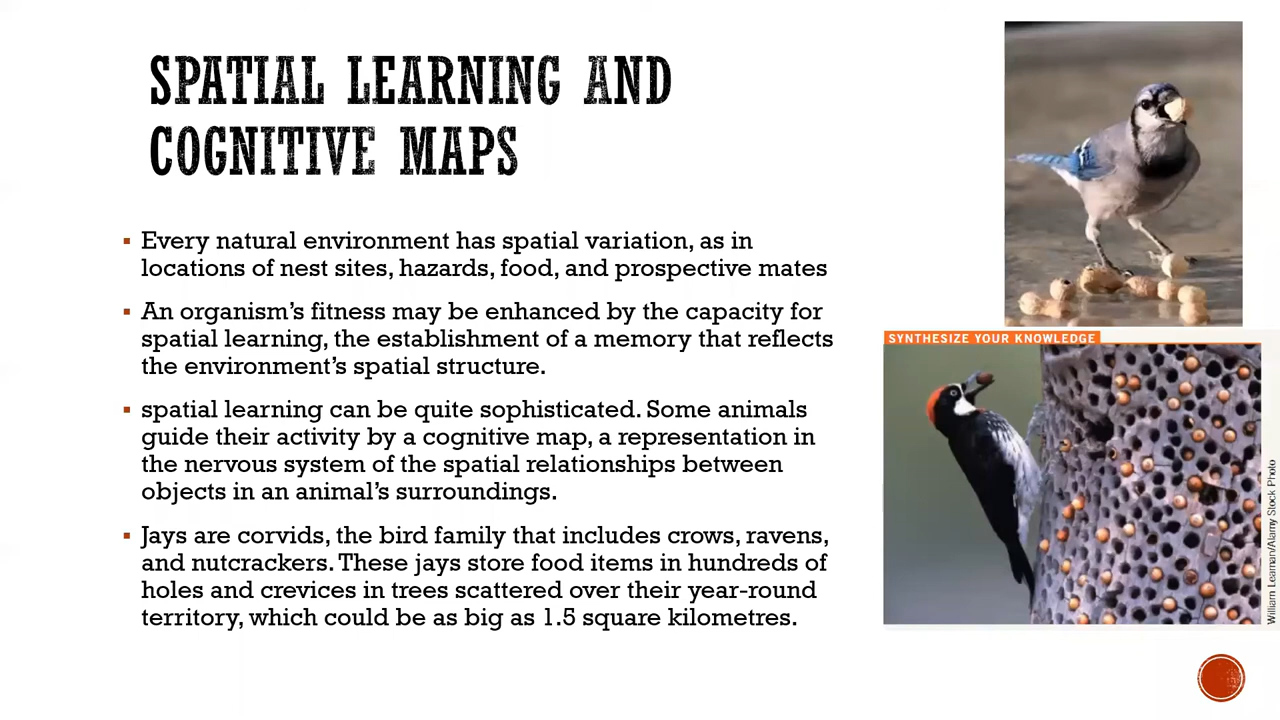 SPATIAL LEARNING AND
COGNITIVE MAPS
Every natural environment has spatial variation, as in
locations of nest sites, hazards, food, and prospective mates
An organism’s fitness may be enhanced by the capacity for
spatial learning, the establishment of a memory that reflects
the environment’s spatial structure.
spatial learning can be quite sophisticated. Some animals
guide their activity by a cognitive map, a representation in
the nervous system of the spatial relationships between
objects in an animal’s surroundings.
Jays are corvids, the bird family that includes crows, ravens,
and nutcrackers. These jays store food items in hundreds of
holes and crevices in trees scattered over their year-round
territory, which could be as big as 1.5 square kilometres.
SYNTHESIZE YOUR KNOWLEDGE
William Leaman/Alamy Stock Photo